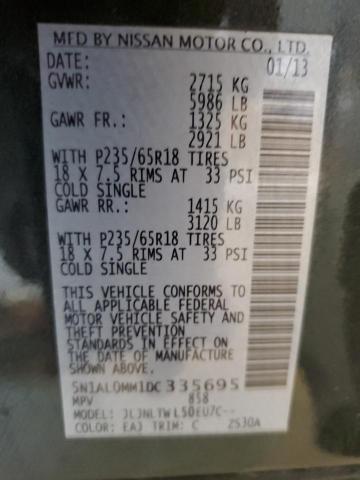 MFD BY NISSAN MOTOR CO., LTD.
DATE: 01/13
GVWR: 2715 KG
5986 LB
GAWR FR.: 1325 KG
2921 LB
WITH P235/65R18 TIRES
18 X 7.5 RIMS AT 33 PSI
COLD SINGLE
GAWR RR.: 1415 KG
3120 LB
WITH P235/65R18 TIRES
18 X 7.5 RIMS AT 33 PSI
COLD SINGLE
THIS VEHICLE CONFORMS TO
ALL APPLICABLE FEDERAL
MOTOR VEHICLE SAFETY AND
THEFT PREVENTION
STANDARDS IN EFFECT ON
THE DATE OF MANUFACTURE
SHOWN ABOVE.
5N1AL0MM1DC335695
MPV 858
MODEL: JLJNLTWL50EU7C--
COLOR: EAJ TRIM: C 2530A